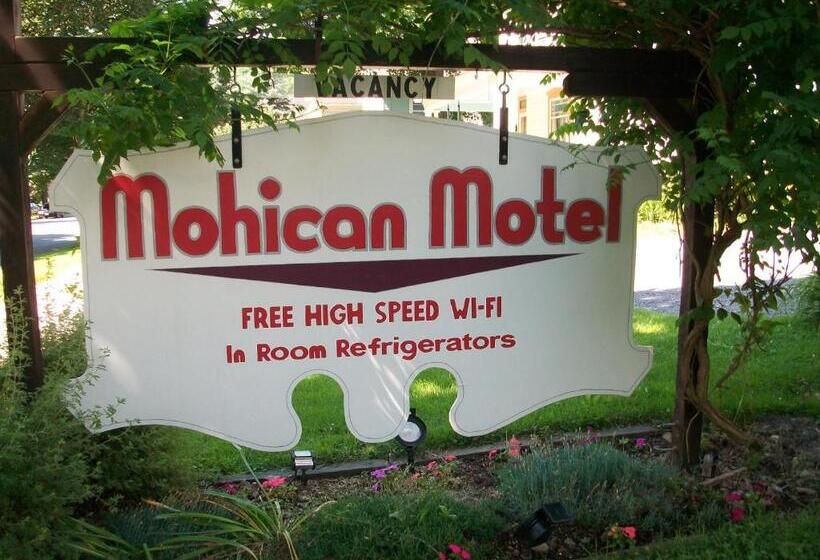 VACANCY
Mohican Motel
FREE HIGH SPEED WI-FI
In Room Refrigerators